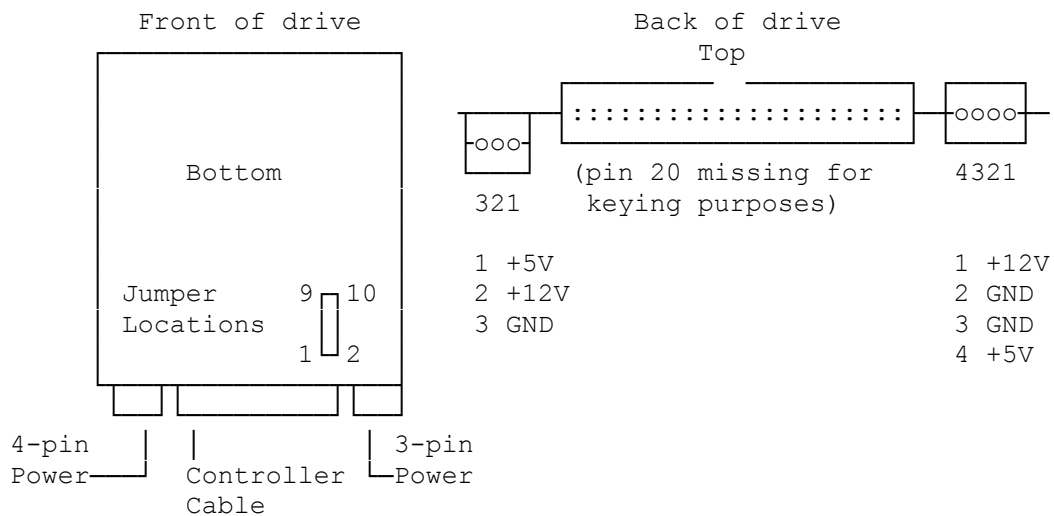 Front of drive
Back of drive
Top
Bottom
(pin 20 missing for
keying purposes)
321
4321
1 +5V
2 +12V
3 GND
1 +12V
2 GND
3 GND
4 +5V
Jumper
Locations
9 10
1 2
4-pin
Power
Controller
Cable
3-pin
Power